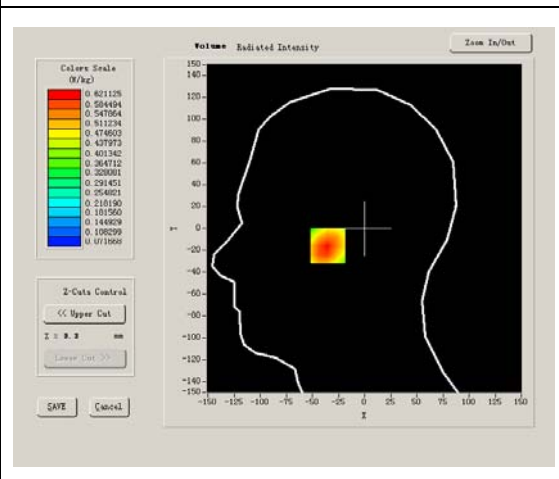 Volume Radiated Intensity
Zoom In/Out
Colors Scale
(W/kg)
0.621125
0.584494
0.547864
0.511234
0.474603
0.437973
0.401342
0.364712
0.328081
0.291451
0.254821
0.218190
0.181560
0.144929
0.108299
0.071668
Z-Cuts Control
<< Upper Cut
Z = mm
Lower Cut >>
SAVE Cancel
150
140
120
100
80
60
40
20
0
-20
-40
-60
-80
-100
-120
-140
-150
Y
-150 -125 -100 -75 -50 -25 0 25 50 75 100 125 150
X